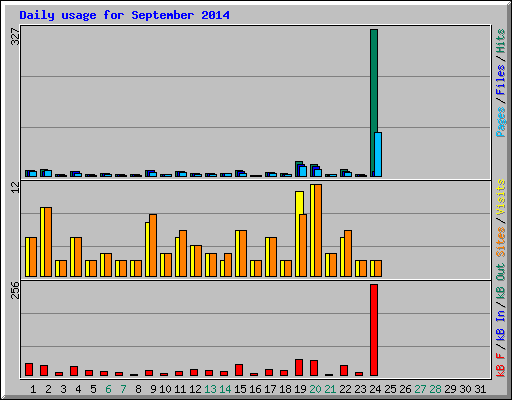 Daily usage for September 2014
327
Pages / Files / Hits
12
Sites / Visits
256
kB F / kB In / kB Out
1 2 3 4 5 6 7 8 9 10 11 12 13 14 15 16 17 18 19 20 21 22 23 24 25 26 27 28 29 30 31